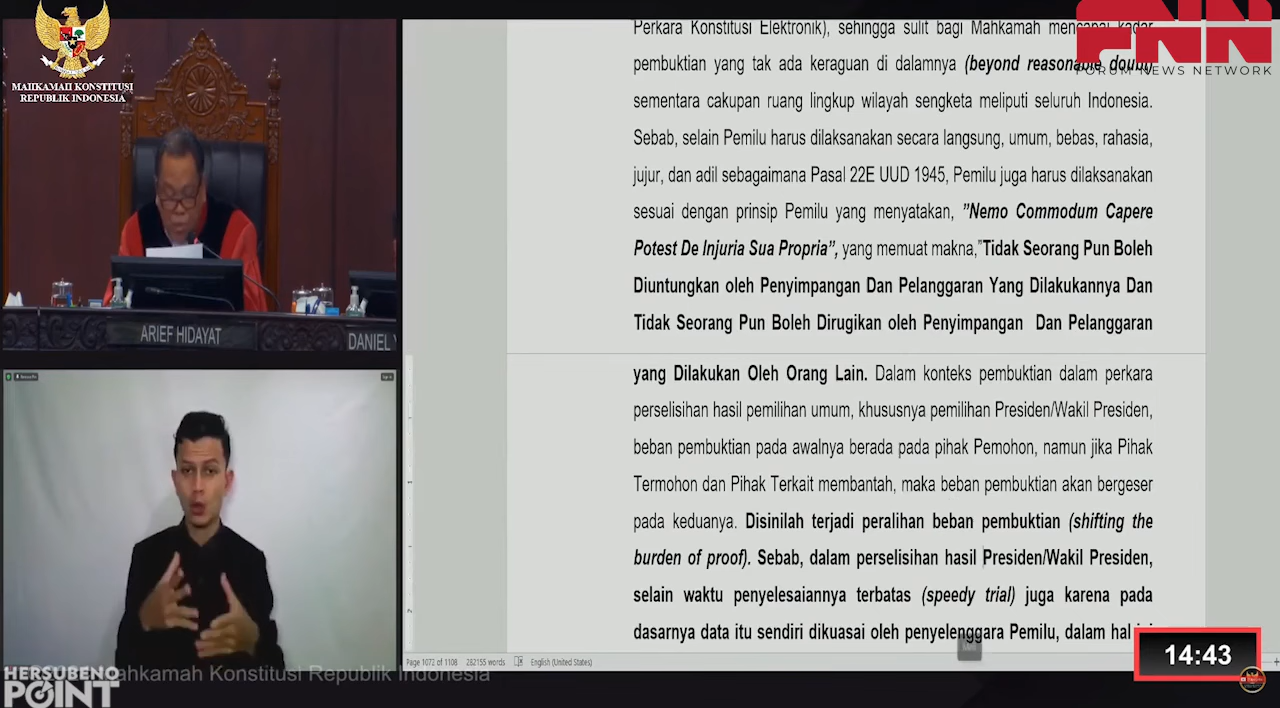 MAHKAMAH KONSTITUSI
REPUBLIK INDONESIA
ARIEF HIDAYAT
DANIEL
Perkara Konstitusi Elektronik), sehingga sulit bagi Mahkamah mencapai kadar
pembuktian yang tak ada keraguan di dalamnya (beyond reasonable doubt)
sementara cakupan ruang lingkup wilayah sengketa meliputi seluruh Indonesia.
Sebab, selain Pemilu harus dilaksanakan secara langsung, umum, bebas, rahasia,
jujur, dan adil sebagaimana Pasal 22E UUD 1945, Pemilu juga harus dilaksanakan
sesuai dengan prinsip Pemilu yang menyatakan, ”Nemo Commodum Capere
Potest De Injuria Sua Propria”, yang memuat makna,”Tidak Seorang Pun Boleh
Diuntungkan oleh Penyimpangan Dan Pelanggaran Yang Dilakukannya Dan
Tidak Seorang Pun Boleh Dirugikan oleh Penyimpangan Dan Pelanggaran
yang Dilakukan Oleh Orang Lain. Dalam konteks pembuktian dalam perkara
perselisihan hasil pemilihan umum, khususnya pemilihan Presiden/Wakil Presiden,
beban pembuktian pada awalnya berada pada pihak Pemohon, namun jika Pihak
Termohon dan Pihak Terkait membantah, maka beban pembuktian akan bergeser
pada keduanya. Disinilah terjadi peralihan beban pembuktian (shifting the
burden of proof). Sebab, dalam perselisihan hasil Presiden/Wakil Presiden,
selain waktu penyelesaiannya terbatas (speedy trial) juga karena pada
dasarnya data itu sendiri dikuasai oleh penyelenggara Pemilu, dalam hal
Page 1072 of 1108 282155 words English (United States)
FNN
FORUM NEWS NETWORK
14:43
HERSUBENO
POINT
ahkamah Konstitusi Republik Indonesia